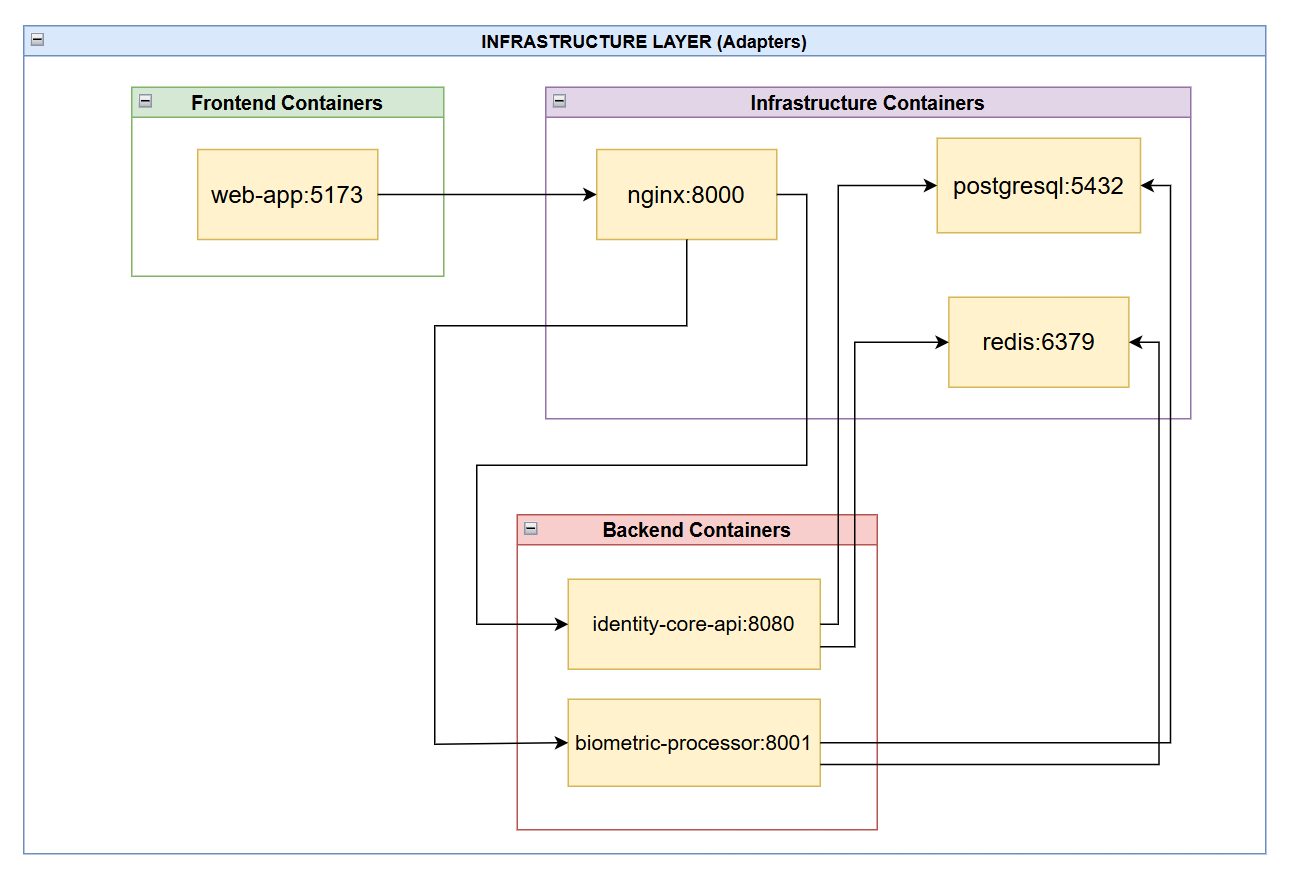 INFRASTRUCTURE LAYER (Adapters)
Frontend Containers
web-app:5173
Infrastructure Containers
nginx:8000
postgresql:5432
redis:6379
Backend Containers
identity-core-api:8080
biometric-processor:8001